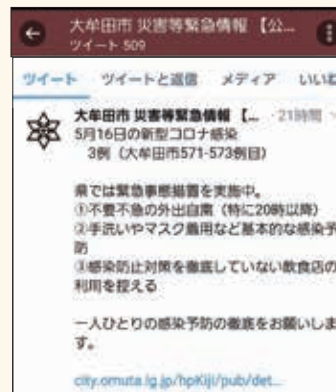 大牟田市 災害等緊急情報 【公...
ツイート 509
ツイート ツイートと返信 メディア いいね
大牟田市 災害等緊急情報 【... ・21時間
5月16日の新型コロナ感染
3例（大牟田市571-573例目）
県では緊急事態措置を実施中。
①不要不急の外出自粛（特に20時以降）
②手洗いやマスク着用など基本的な感染予
防
③感染防止対策を徹底していない飲食店の
利用を控える
一人ひとりの感染予防の徹底をお願いしま
す。
city.omuta.lg.jp/hpKiji/pub/det...